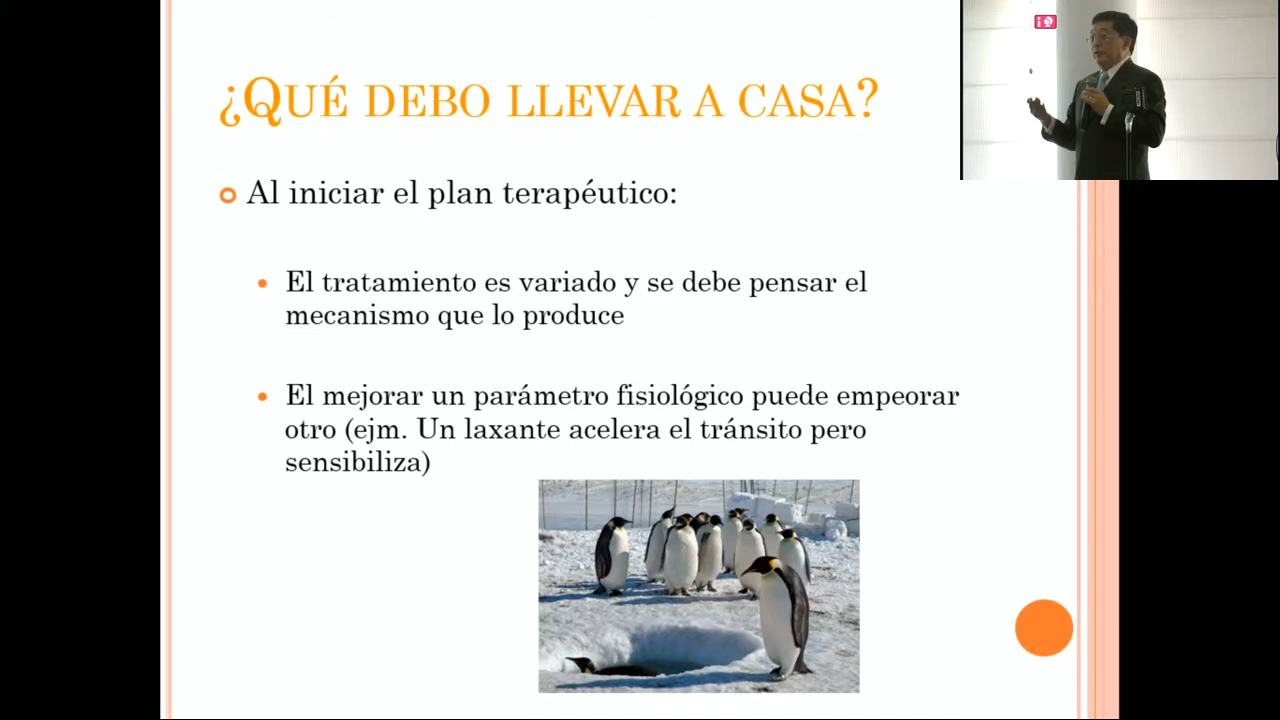 ¿QUÉ DEBO LLEVAR A CASA?
Al iniciar el plan terapéutico:
El tratamiento es variado y se debe pensar el
mecanismo que lo produce
El mejorar un parámetro fisiológico puede empeorar
otro (ejm. Un laxante acelera el tránsito pero
sensibiliza)